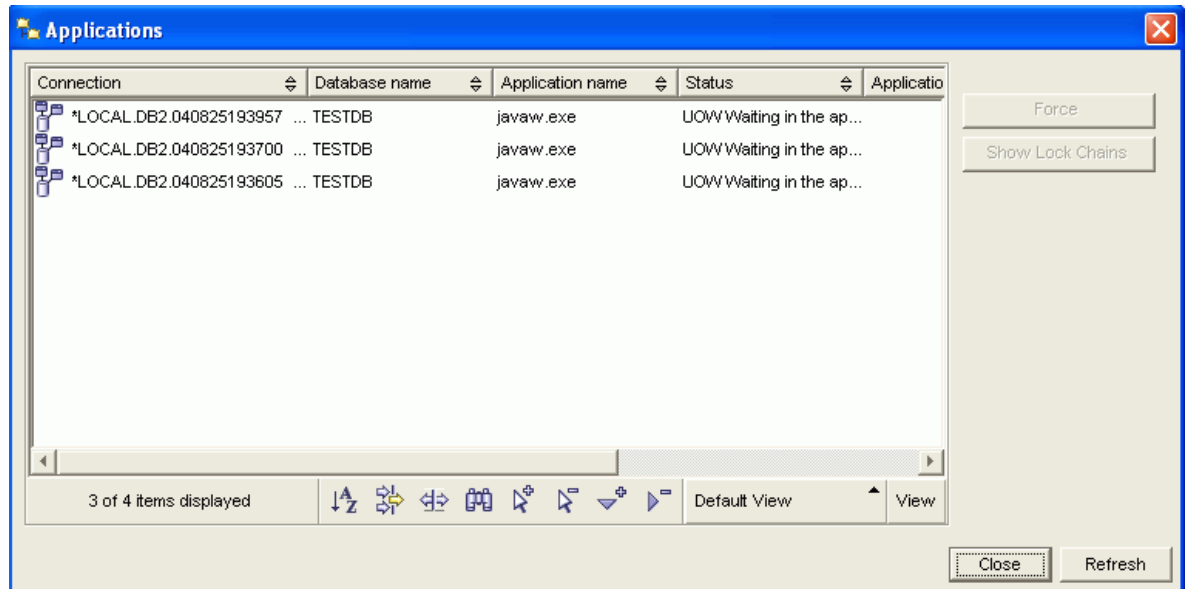 Applications
Connection Database name Application name Status Applicatio
*LOCAL.DB2.040825193957 ... TESTDB javaw.exe UOW Waiting in the ap...
*LOCAL.DB2.040825193700 ... TESTDB javaw.exe UOW Waiting in the ap...
*LOCAL.DB2.040825193605 ... TESTDB javaw.exe UOW Waiting in the ap...
Force
Show Lock Chains
3 of 4 items displayed Default View View
Close Refresh